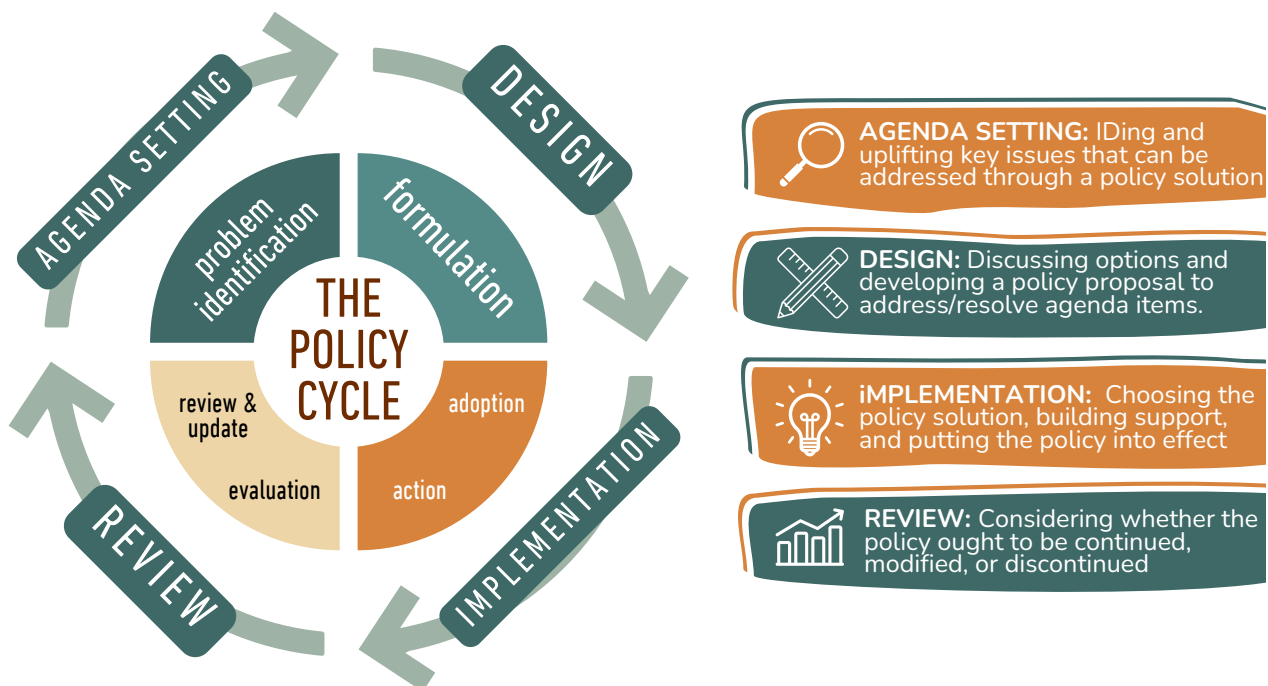 AGENDA SETTING
DESIGN
IMPLEMENTATION
REVIEW
problem
identification
formulation
THE
POLICY
CYCLE
review &
update
evaluation
adoption
action
AGENDA SETTING: IDing and
uplifting key issues that can be
addressed through a policy solution
DESIGN: Discussing options and
developing a policy proposal to
address/resolve agenda items.
iMPLEMENTATION: Choosing the
policy solution, building support,
and putting the policy into effect
REVIEW: Considering whether the
policy ought to be continued,
modified, or discontinued